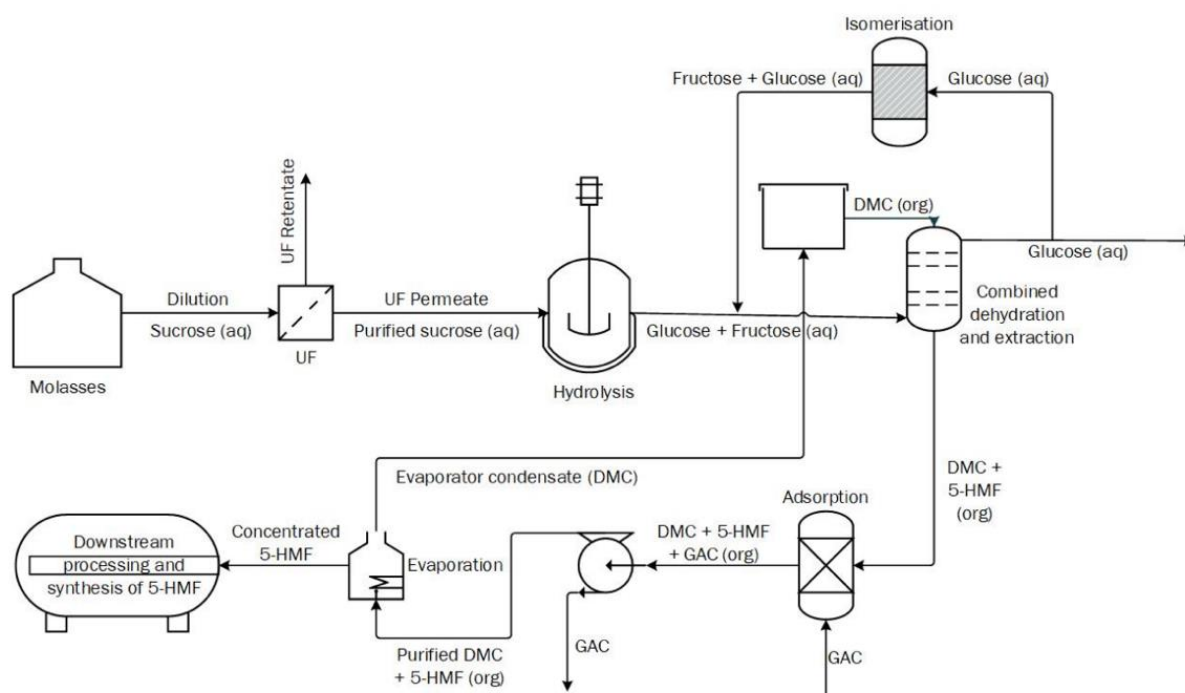 Isomerisation
Fructose + Glucose (aq)
Glucose (aq)
UF Retentate
DMC (org)
Glucose (aq)
Dilution
Sucrose (aq)
UF Permeate
Purified sucrose (aq)
Glucose + Fructose (aq)
Combined
dehydration
and extraction
UF
Molasses
Hydrolysis
Evaporator condensate (DMC)
DMC +
5-HMF
(org)
Adsorption
Downstream
processing and
synthesis of 5-HMF
Concentrated
5-HMF
Evaporation
DMC + 5-HMF
+ GAC (org)
GAC
Purified DMC
+ 5-HMF (org)
GAC